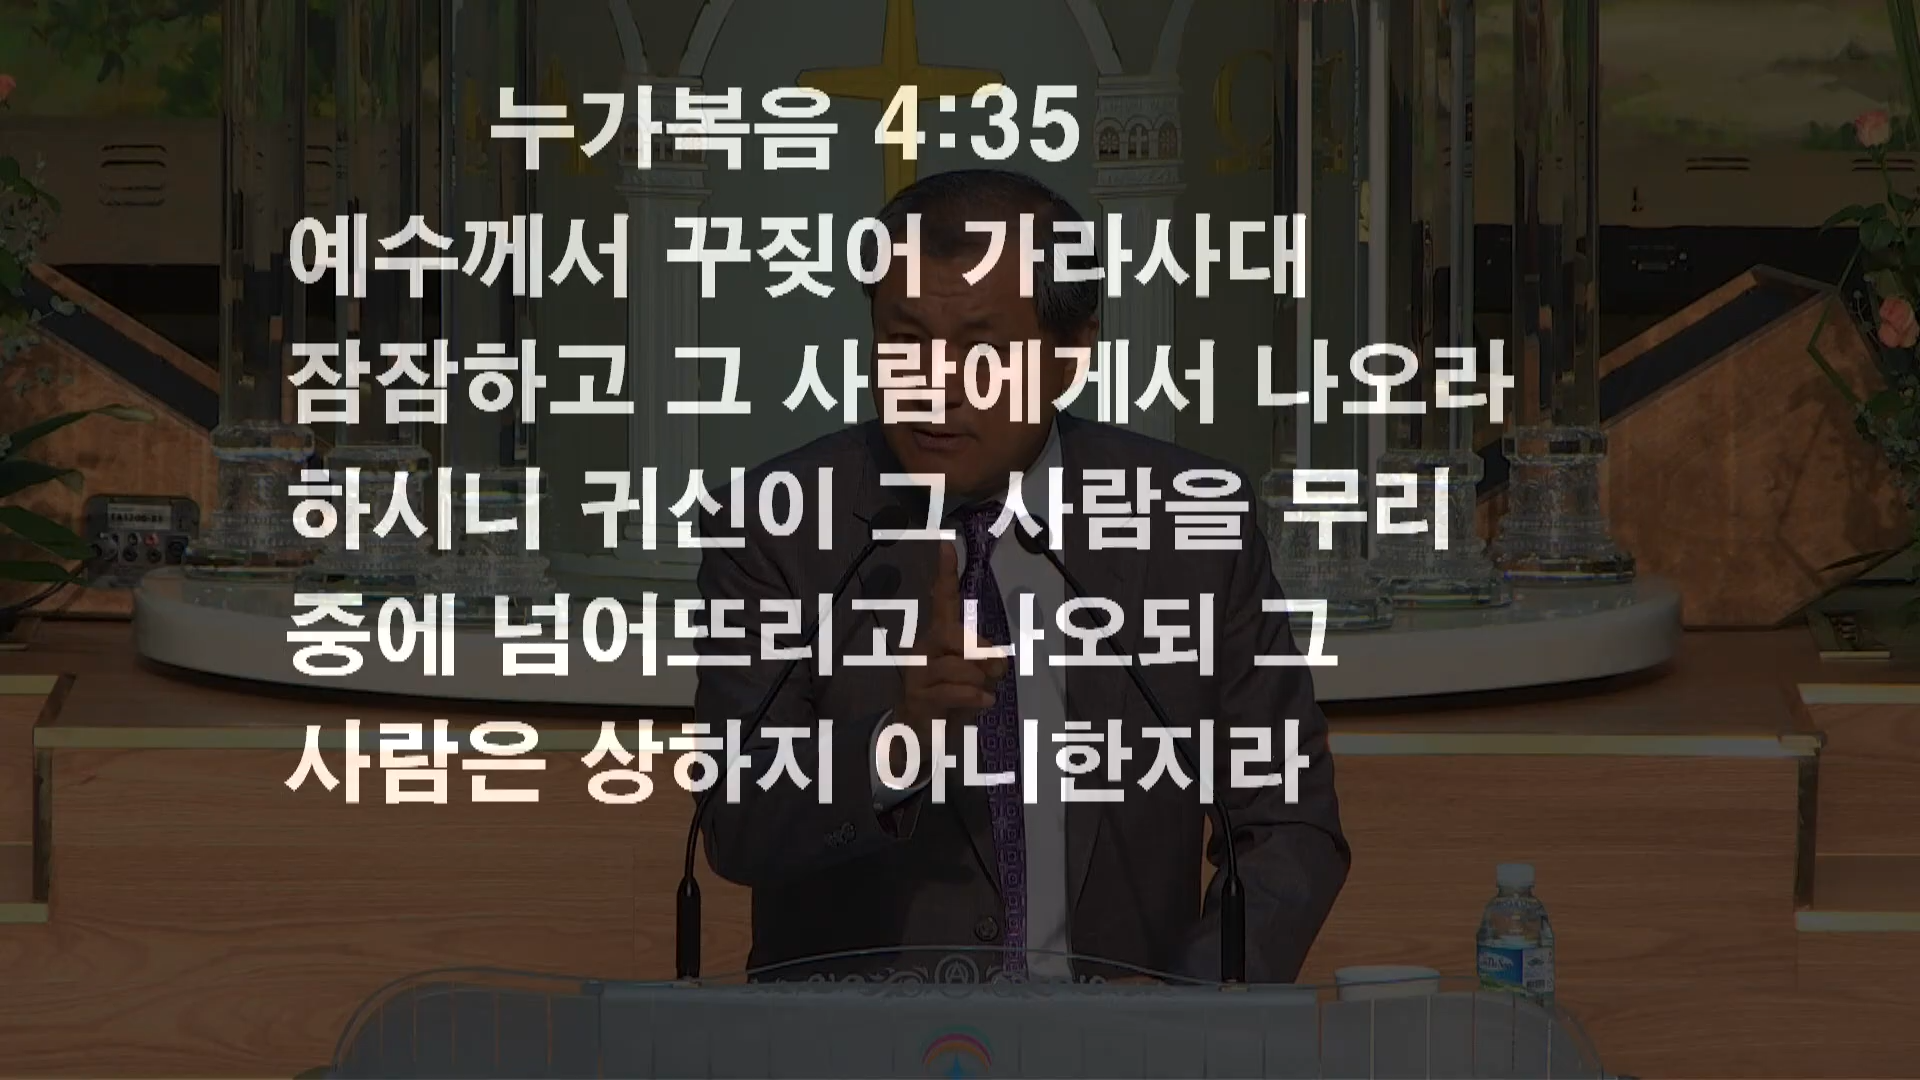 누가복음 4:35
예수께서 꾸짖어 가라사대
잠잠하고 그 사람에게서 나오라
하시니 귀신이 그 사람을 무리
중에 넘어뜨리고 나오되 그
사람은 상하지 아니한지라